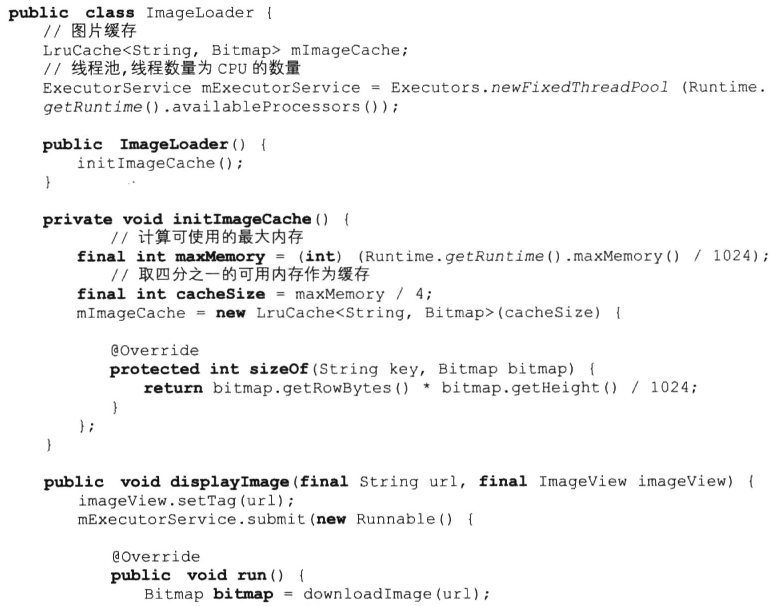 public class ImageLoader {
// 图片缓存
LruCache<String, Bitmap> mImageCache;
// 线程池,线程数量为 CPU 的数量
ExecutorService mExecutorService = Executors.newFixedThreadPool (Runtime.
getRuntime().availableProcessors());
public ImageLoader() {
initImageCache();
}
private void initImageCache() {
// 计算可使用的最大内存
final int maxMemory = (int) (Runtime.getRuntime().maxMemory() / 1024);
// 取四分之一的可用内存作为缓存
final int cacheSize = maxMemory / 4;
mImageCache = new LruCache<String, Bitmap>(cacheSize) {
@Override
protected int sizeOf(String key, Bitmap bitmap) {
return bitmap.getRowBytes() * bitmap.getHeight() / 1024;
}
};
}
public void displayImage(final String url, final ImageView imageView) {
imageView.setTag(url);
mExecutorService.submit(new Runnable() {
@Override
public void run() {
Bitmap bitmap = downloadImage(url);